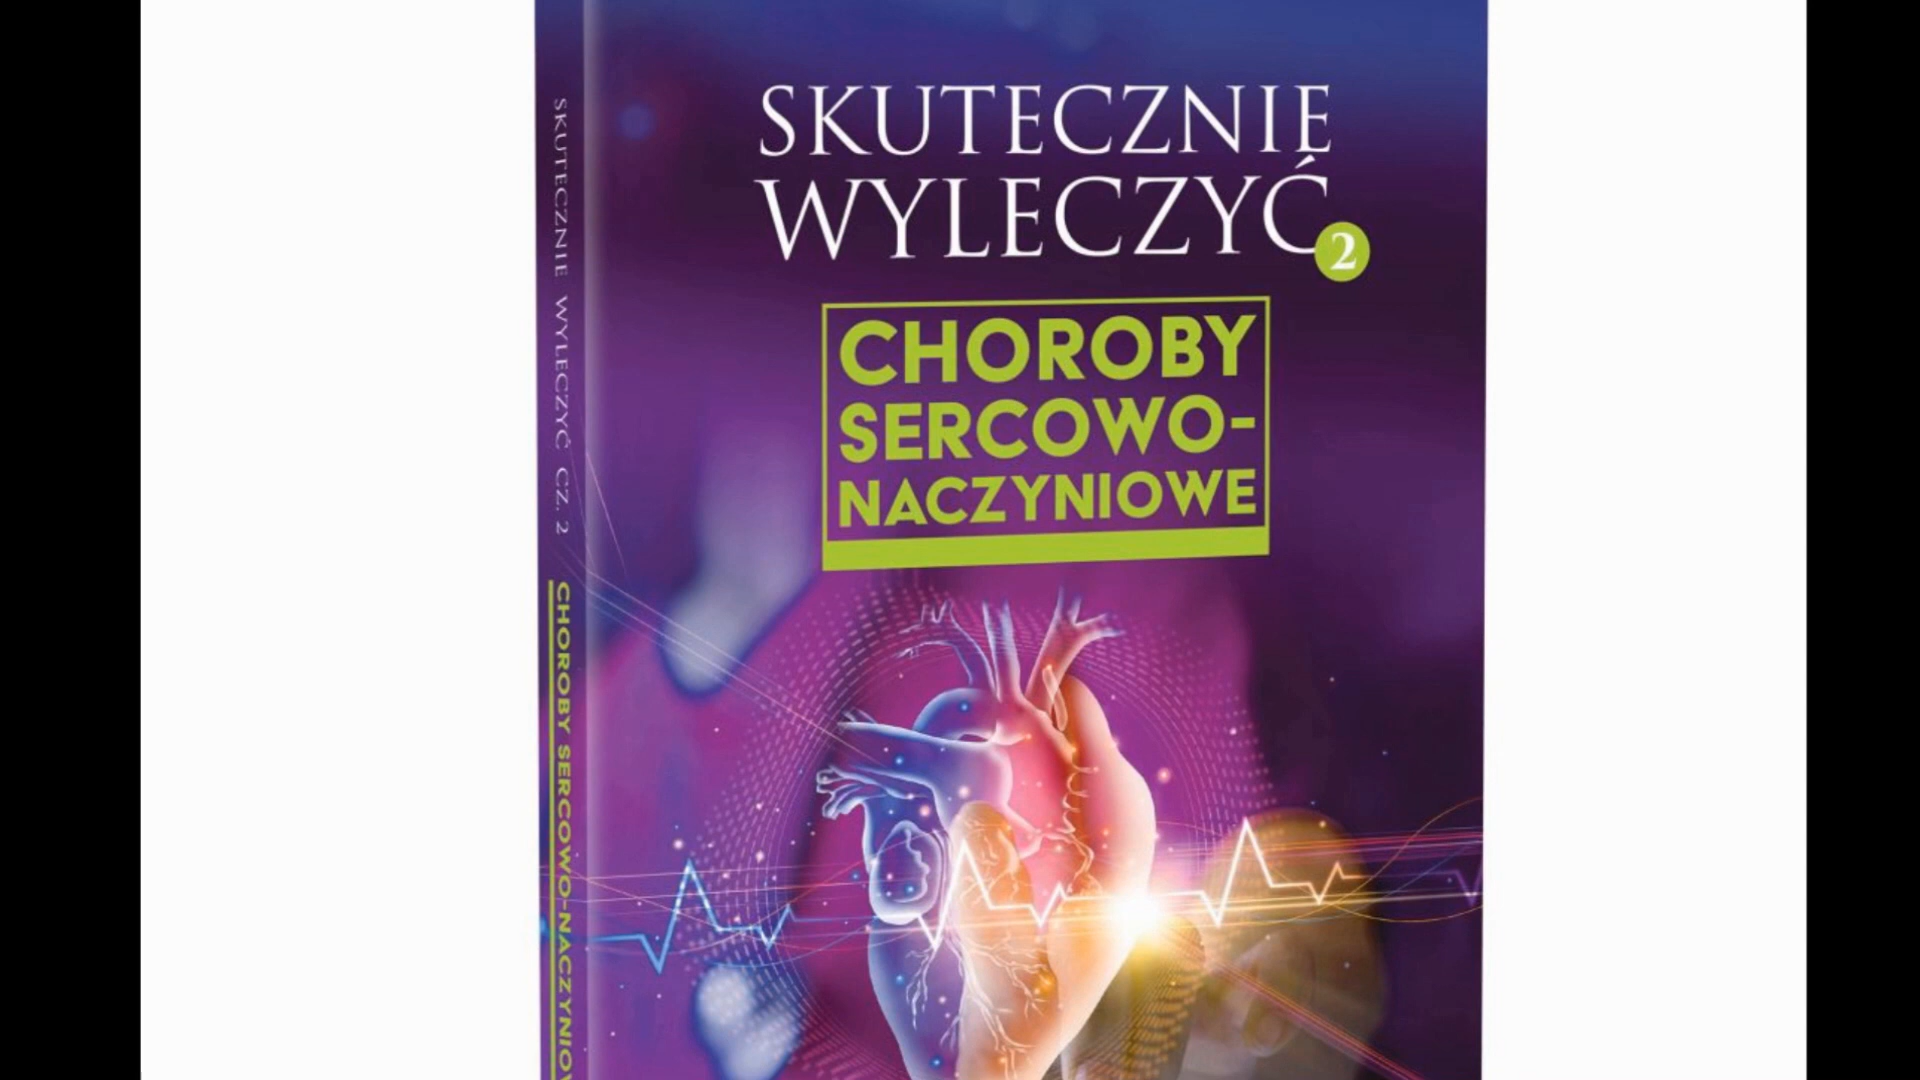 SKUTECZNIE
WYLECZYĆ
2
CHOROBY
SERCOWO-
NACZYNIOWE
SKUTECZNIE WYLECZYĆ CZ. 2
CHOROBY SERCOWO-NACZYNIOW